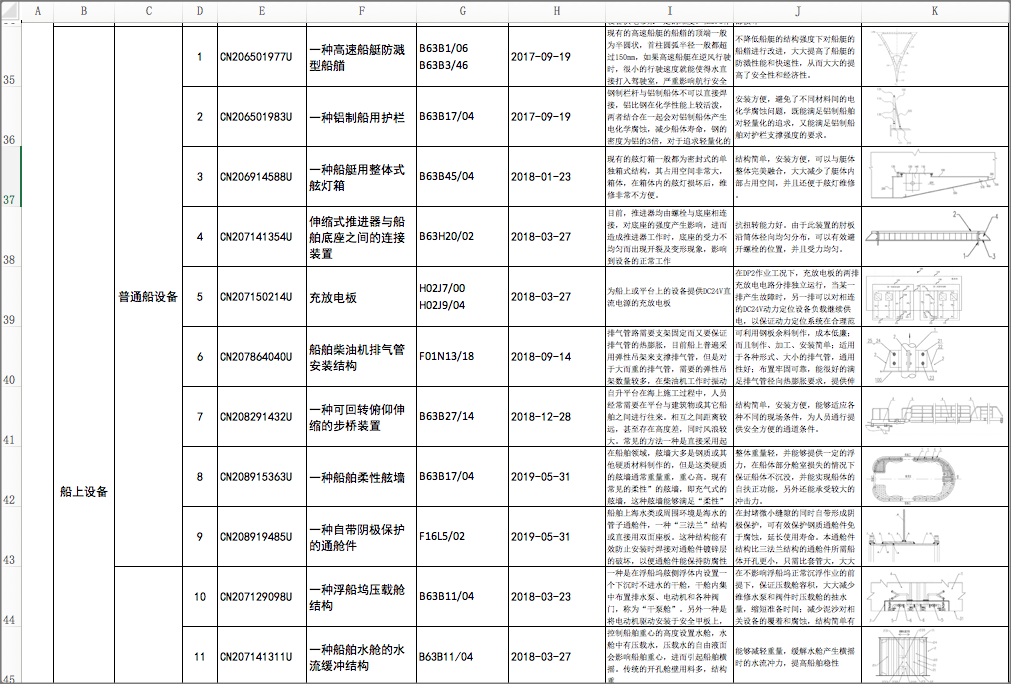 A B C D E F G H I J K
35
普通船设备
船上设备
1
CN206501977U
一种高速船艇防溅
型船艏
B63B1/06
B63B3/46
2017-09-19
现有的高速船艇的船艏的顶端一般
为半圆状，首柱圆弧半径一般都超
过150mm，如果高速船艇在逆风行驶
时，很小的行驶速度就能使得水直
接打入驾驶室，严重影响航行安全
不降低船艇的结构强度下对船艇的
船艏进行改进，大大提高了船艇的
防溅性能和快速性，从而大大的提
高了安全性和经济性。
36
2
CN206501983U
一种铝制船用护栏
B63B17/04
2017-09-19
钢制栏杆与铝制船体不可以直接焊
接，铝比钢在化学性能上较活泼，
两者结合在一起会对铝制船体产生
电化学腐蚀，减少船体寿命，钢的
密度为铝的3倍，对于追求轻量化的
安装方便，避免了不同材料间的电
化学腐蚀问题，既能满足铝制船舶
对轻量化的追求，又能满足铝制船
舶对护栏支撑强度的要求。
37
3
CN206914588U
一种船艇用整体式
舷灯箱
B63B45/04
2018-01-23
现有的舷灯箱一般都为密封式的单
独箱式结构，其占用空间非常大，
箱体，在箱体内的舷灯损坏后，维
修非常不方便。
结构简单，安装方便，可以与艇体
整体完美融合，大大减少了艇体内
部占用空间，并且还便于舷灯维修
。
38
4
CN207141354U
伸缩式推进器与船
舶底座之间的连接
装置
B63H20/02
2018-03-27
目前，推进器均由螺栓与底座相连
接，对底座的强度产生影响，进而
造成推进器工作时，底座的受力不
均匀而出现开裂及变形现象，影响
到设备的正常工作
抗扭转能力好。由于此装置的肘板
沿筒体径向均匀分布，可以有效避
开螺栓的位置，并且受力均匀。
2
4
1
3
39
5
CN207150214U
充放电板
H02J7/00
H02J9/04
2018-03-27
为船上或平台上的设备提供DC24V直
流电源的充放电板
在DP2作业工况下，充放电板的两排
充放电电路分排独立运行，当某一
排产生故障时，另一排可以对相连
的DC24V动力定位设备负载继续供
电，以保证动力定位系统在合理范
40
6
CN207864040U
船舶柴油机排气管
安装结构
F01N13/18
2018-09-14
排气管路需要支架固定而又要保证
排气管的热膨胀，目前船上普遍采
用弹性吊架来支撑排气管，但是对
于大而重的排气管，需要的弹性吊
架数量较多，在柴油机工作时振动
可利用钢板余料制作，成本低廉；
而且制作、加工、安装简单；适用
于各种形式、大小的排气管，通用
性好；布置牢固可靠，能很好的满
足排气管径向热膨胀要求，提供伸
41
7
CN208291432U
一种可回转俯仰伸
缩的步桥装置
B63B27/14
2018-12-28
自升平台在海上施工过程中，人员
经常需要在平台与建筑物或其它船
舶之间进行往来。相互之间距离较
远，甚至存在高度差，同时风浪较
大。常见的方法一种是直接采用起
结构简单，安装方便，能够适应各
种不同的现场条件，为人员通行提
供安全方便的通道条件。
42
8
CN208915363U
一种船舶柔性舷墙
B63B17/04
2019-05-31
在船舶领域，舷墙大多是钢质或其
他硬质材料制作的，但是这类硬质
的舷墙通常重量重，重心高。现有
常见的柔性”的舷墙，即充气式的
舷墙，这种舷墙能够满足“柔性”
整体重量轻，并能够提供一定的浮
力，在船体部分舱室损失的情况下
保证船体不沉没，并能实现船体的
自扶正功能，另外还能承受较大的
冲击力。
43
9
CN208919485U
一种自带阴极保护
的通舱件
F16L5/02
2019-05-31
船舶上海水类或周围环境是海水的
管子通舱件，一种“三法兰”结构
或直接用双面座板。这种结构能有
效防止安装时焊接对通舱件镀锌层
的破坏，以便通舱件能保持防腐性
在封堵微小缝隙的同时自带形成阴
极保护，可有效保护钢质通舱件免
于腐蚀，延长使用寿命。本通舱件
结构比三法兰结构的通舱件所需船
体开孔更小，只需比套管大，大大
44
10
CN207129098U
一种浮船坞压载舱
结构
B63B11/04
2018-03-23
一种是在浮船坞舷侧浮体内设置一
个下沉时不进水的干舱，干舱内集
中布置排水泵、电动机和各种阀
门，称为“干泵舱”。另外一种是
将电动机驱动安装于安全甲板上，
在不影响浮船坞正常沉浮作业的前
提下，保证压载舱容积，大大减少
维修水泵和阀件时压载舱的抽水
量，缩短准备时间；减少泥沙对相
关设备的覆着和腐蚀，结构简单有
45
11
CN207141311U
一种船舶水舱的水
流缓冲结构
B63B11/04
2018-03-27
控制船舶重心的高度设置水舱，水
舱中有压载水，压载水的自由液面
会影响船舶重心，进而引起船舶横
摇。传统的开孔舱壁用料多，结构
重
能够减轻重量，缓解水舱产生横摇
时的水流冲力，提高船舶稳性